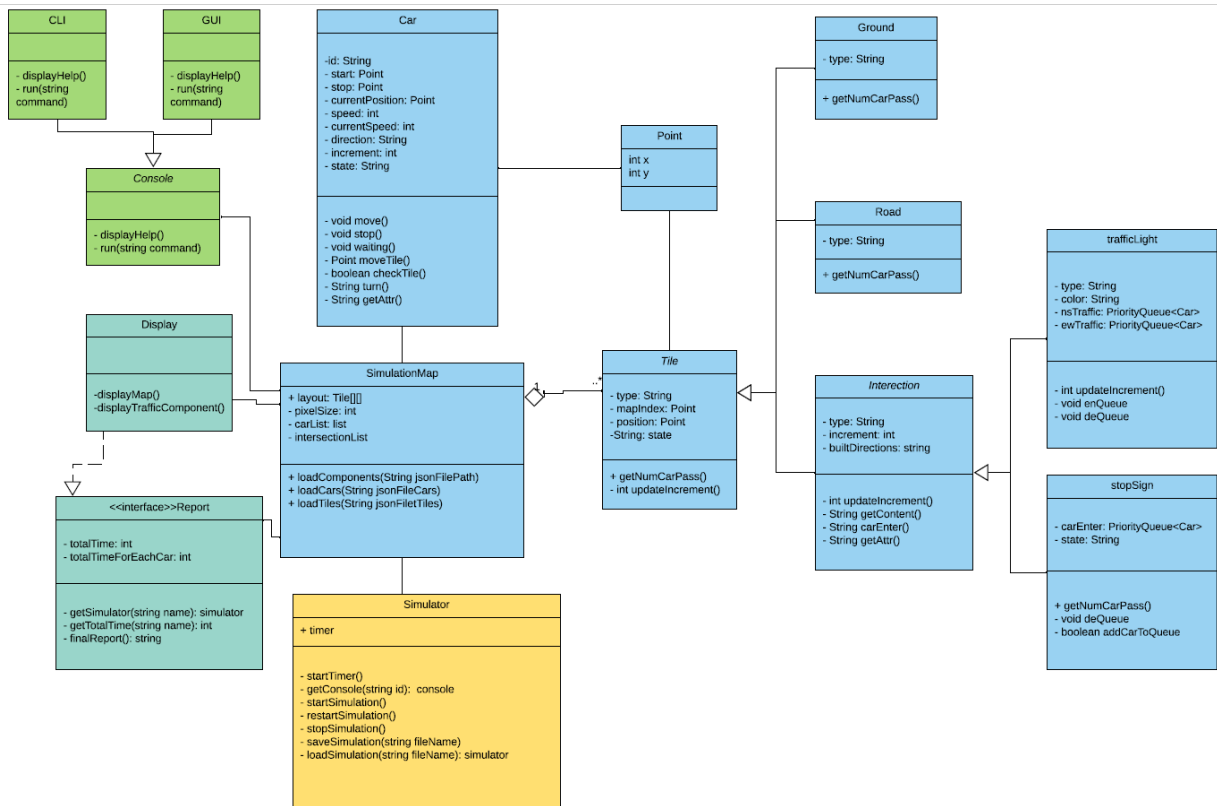 CLI
- displayHelp()
- run(string
command)
GUI
- displayHelp()
- run(string
command)
Console
- displayHelp()
- run(string command)
Car
-id: String
- start: Point
- stop: Point
- currentPosition: Point
- speed: int
- currentSpeed: int
- direction: String
- increment: int
- state: String
- void move()
- void stop()
- void waiting()
- Point moveTile()
- boolean checkTile()
- String turn()
- String getAttr()
Point
int x
int y
Ground
- type: String
+ getNumCarPass()
Road
- type: String
+ getNumCarPass()
trafficLight
- type: String
- color: String
- nsTraffic: PriorityQueue<Car>
- ewTraffic: PriorityQueue<Car>
- int updateIncrement()
- void enQueue
- void deQueue
Display
-displayMap()
-displayTrafficComponent()
SimulationMap
+ layout: Tile[][]
- pixelSize: int
- carList: list
- intersectionList
+ loadComponents(String jsonFilePath)
+ loadCars(String jsonFileCars)
+ loadTiles(String jsonFiletTiles)
1
..*
Tile
- type: String
- mapIndex: Point
- position: Point
-String: state
+ getNumCarPass()
- int updateIncrement()
Interection
- type: String
- increment: int
- builtDirections: string
- int updateIncrement()
- String getContent()
- String carEnter()
- String getAttr()
stopSign
- carEnter: PriorityQueue<Car>
- state: String
+ getNumCarPass()
- void deQueue
- boolean addCarToQueue
<<interface>>Report
- totalTime: int
- totalTimeForEachCar: int
- getSimulator(string name): simulator
- getTotalTime(string name): int
- finalReport(): string
Simulator
+ timer
- startTimer()
- getConsole(string id): console
- startSimulation()
- restartSimulation()
- stopSimulation()
- saveSimulation(string fileName)
- loadSimulation(string fileName): simulator